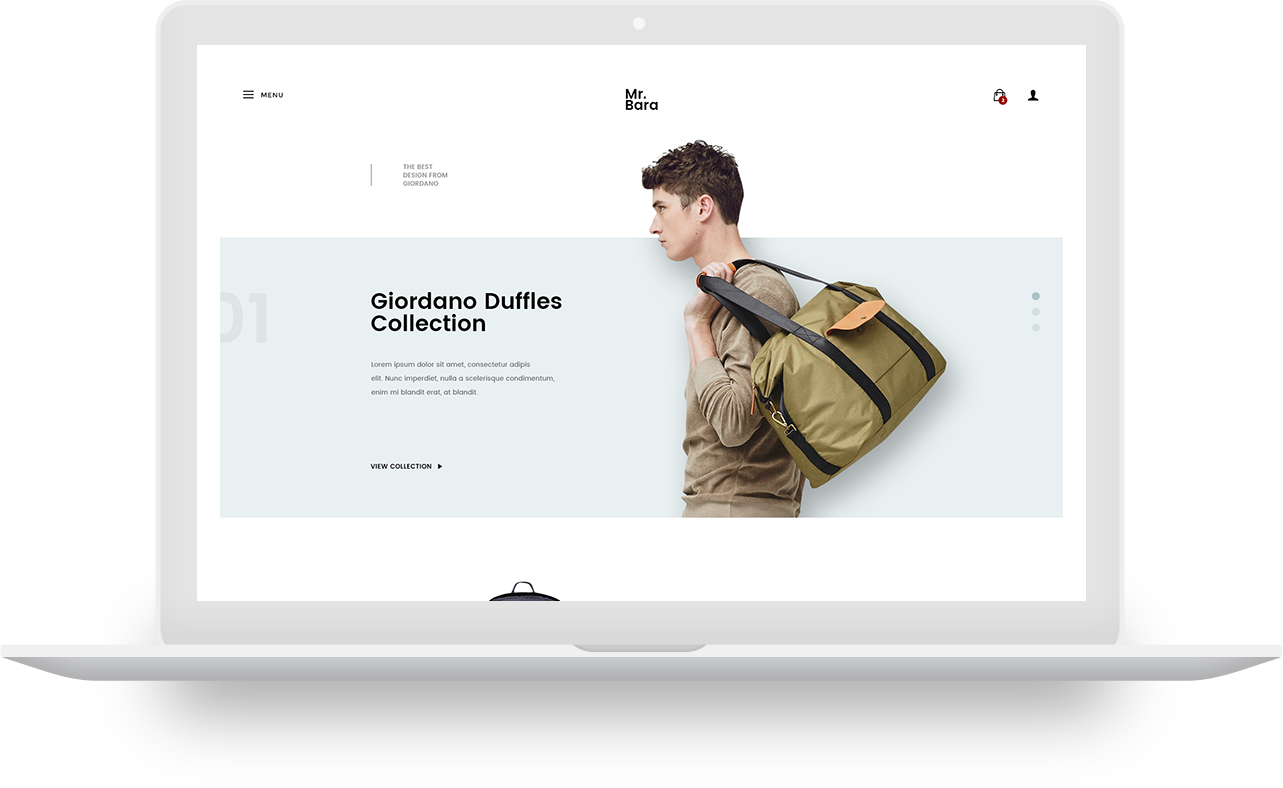 MENU
Mr.
Bara
THE BEST
DESIGN FROM
GIORDANO
01
Giordano Duffles
Collection
Lorem ipsum dolor sit amet, consectetur adipis
elit. Nunc imperdiet, nulla a scelerisque condimentum,
enim mi blandit erat, at blandit.
VIEW COLLECTION